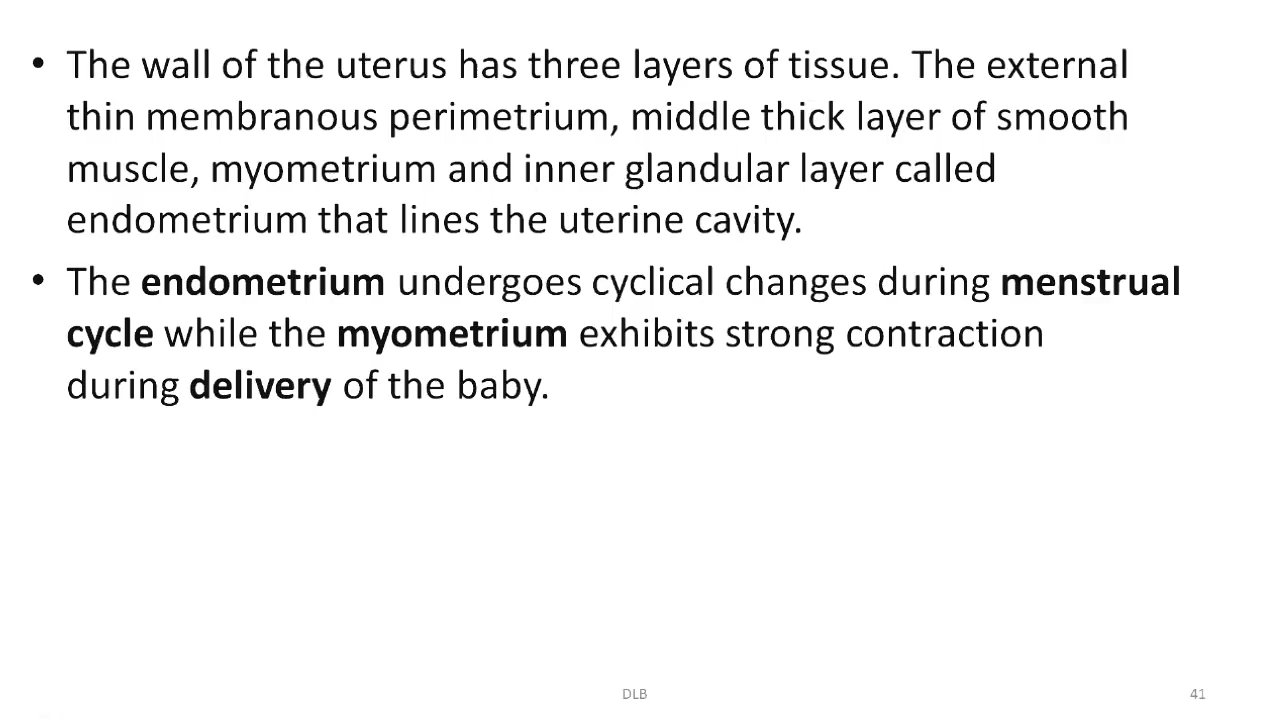 • The wall of the uterus has three layers of tissue. The external
thin membranous perimetrium, middle thick layer of smooth
muscle, myometrium and inner glandular layer called
endometrium that lines the uterine cavity.
• The endometrium undergoes cyclical changes during menstrual
cycle while the myometrium exhibits strong contraction
during delivery of the baby.
DLB
41